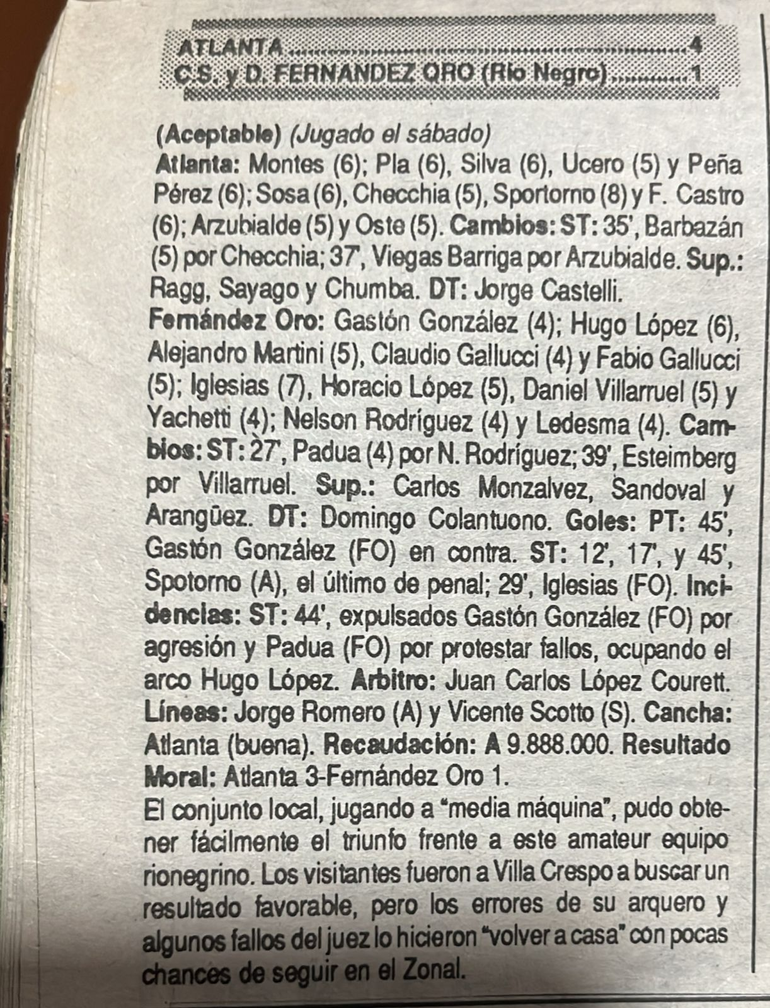 ATLANTA ........................................................... 4
C.S. y D. FERNANDEZ ORO (Río Negro) ............ 1
(Aceptable) (Jugado el sábado)
Atlanta: Montes (6); Pla (6), Silva (6), Ucero (5) y Peña
Pérez (6); Sosa (6), Checchia (5), Sportorno (8) y F. Castro
(6); Arzubialde (5) y Oste (5). Cambios: ST: 35', Barbazán
(5) por Checchia; 37', Viegas Barriga por Arzubialde. Sup.:
Ragg, Sayago y Chumba. DT: Jorge Castelli.
Fernández Oro: Gastón González (4); Hugo López (6),
Alejandro Martini (5), Claudio Gallucci (4) y Fabio Gallucci
(5); Iglesias (7), Horacio López (5), Daniel Villarruel (5) y
Yachetti (4); Nelson Rodríguez (4) y Ledesma (4). Cam-
bios: ST: 27', Padua (4) por N. Rodríguez; 39', Esteimberg
por Villarruel. Sup.: Carlos Monzalvez, Sandoval y
Arangüez. DT: Domingo Colantuono. Goles: PT: 45',
Gastón González (FO) en contra. ST: 12', 17', y 45',
Spotorno (A), el último de penal; 29', Iglesias (FO). Inci-
dencias: ST: 44', expulsados Gastón González (FO) por
agresión y Padua (FO) por protestar fallos, ocupando el
arco Hugo López. Arbitro: Juan Carlos López Courett.
Líneas: Jorge Romero (A) y Vicente Scotto (S). Cancha:
Atlanta (buena). Recaudación: A 9.888.000. Resultado
Moral: Atlanta 3-Fernández Oro 1.
El conjunto local, jugando a "media máquina", pudo obte-
ner fácilmente el triunfo frente a este amateur equipo
rionegrino. Los visitantes fueron a Villa Crespo a buscar un
resultado favorable, pero los errores de su arquero y
algunos fallos del juez lo hicieron "volver a casa" con pocas
chances de seguir en el Zonal.